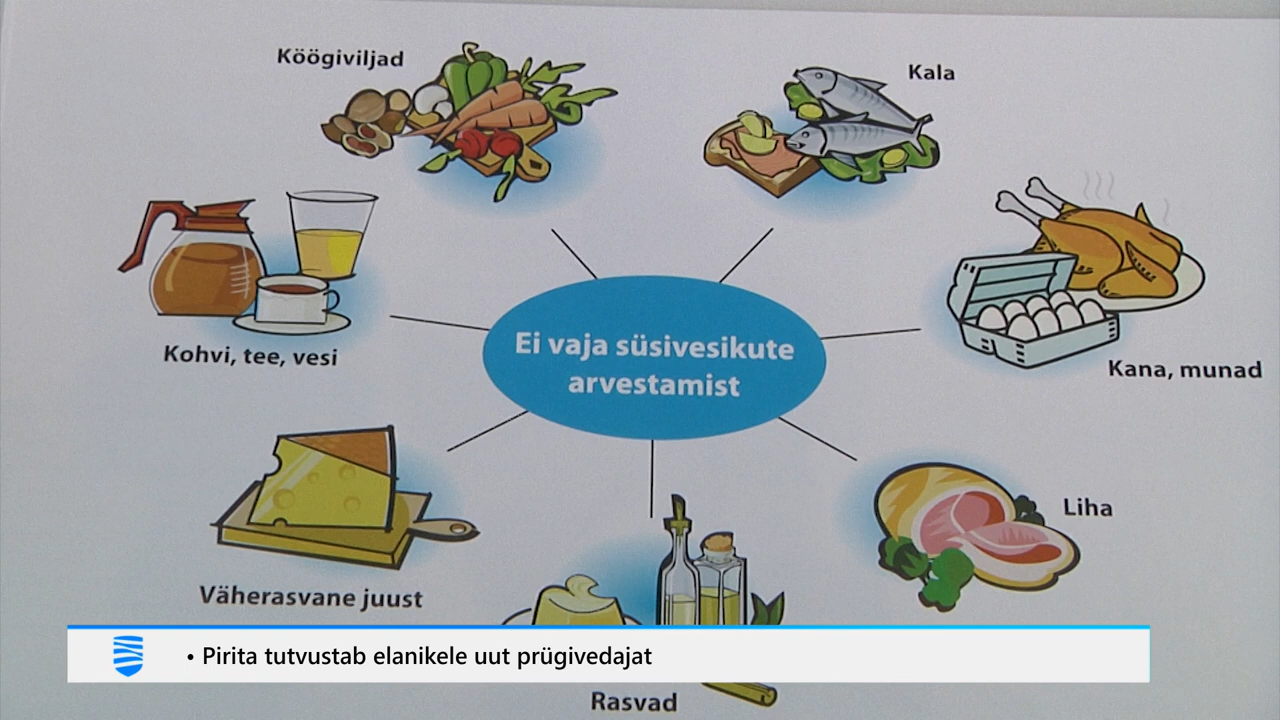 Köögiviljad
Kala
Kohvi, tee, vesi
Kana, munad
Ei vaja süsivesikute
arvestamist
Väherasvane juust
Liha
• Pirita tutvustab elanikele uut prügivedajat
Rasvad